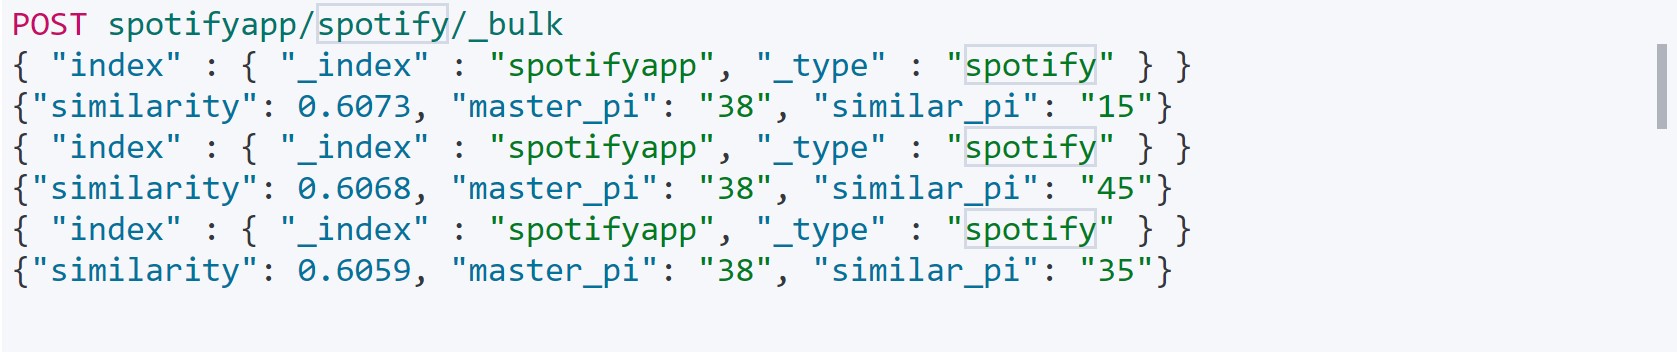 POST spotifyapp/spotify/_bulk
{ "index" : { "_index" : "spotifyapp", "_type" : "spotify" } }
{"similarity": 0.6073, "master_pi": "38", "similar_pi": "15"}
{ "index" : { "_index" : "spotifyapp", "_type" : "spotify" } }
{"similarity": 0.6068, "master_pi": "38", "similar_pi": "45"}
{ "index" : { "_index" : "spotifyapp", "_type" : "spotify" } }
{"similarity": 0.6059, "master_pi": "38", "similar_pi": "35"}